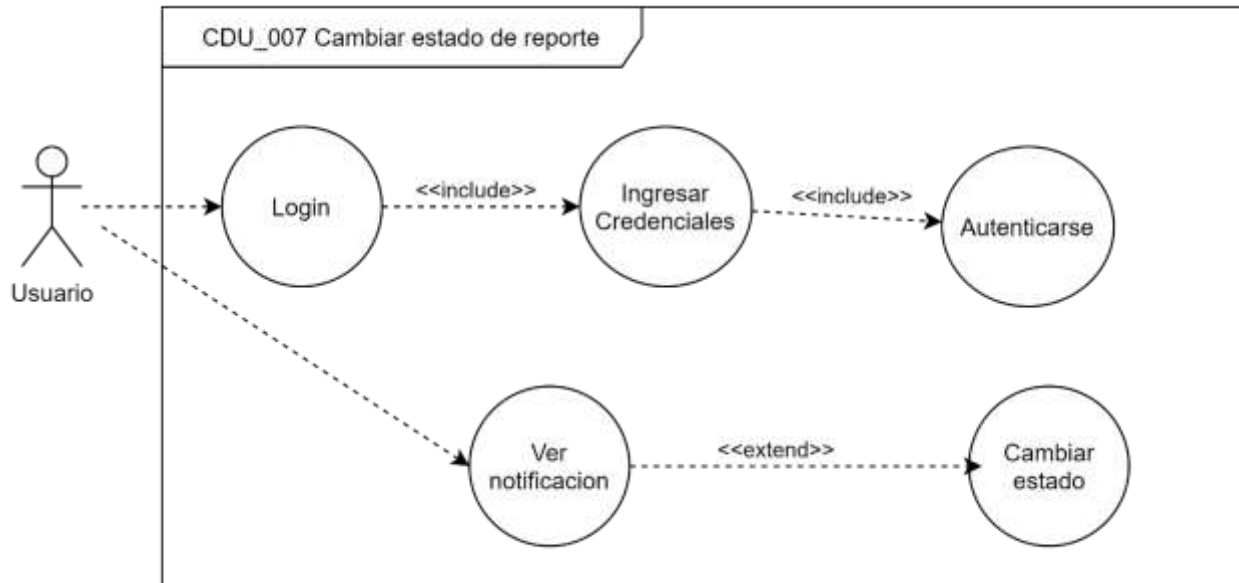 CDU_007 Cambiar estado de reporte
Login
<<include>>
Ingresar
Credenciales
<<include>>
Autenticarse
Usuario
Ver
notificacion
<<extend>>
Cambiar
estado